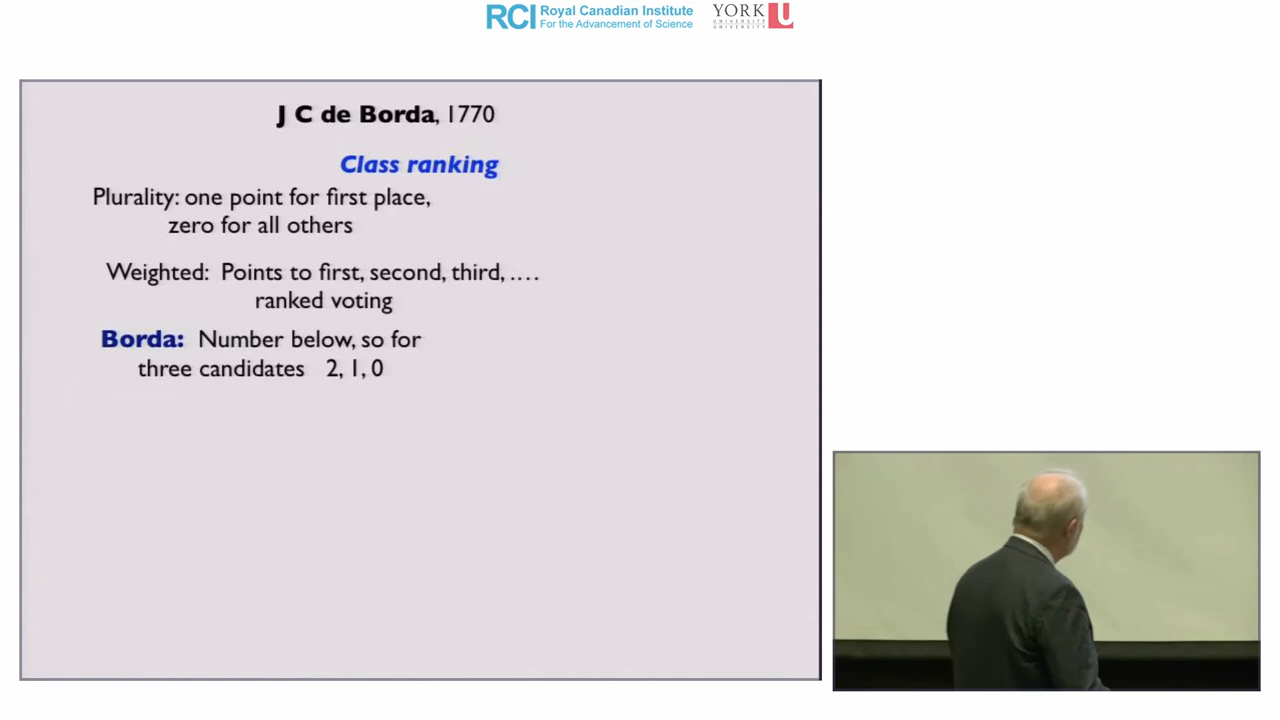 RCI Royal Canadian Institute
For the Advancement of Science
YORK U
UNIVERSITÉ
UNIVERSITY
J C de Borda, 1770
Class ranking
Plurality: one point for first place,
zero for all others
Weighted: Points to first, second, third, ....
ranked voting
Borda: Number below, so for
three candidates 2, 1, 0